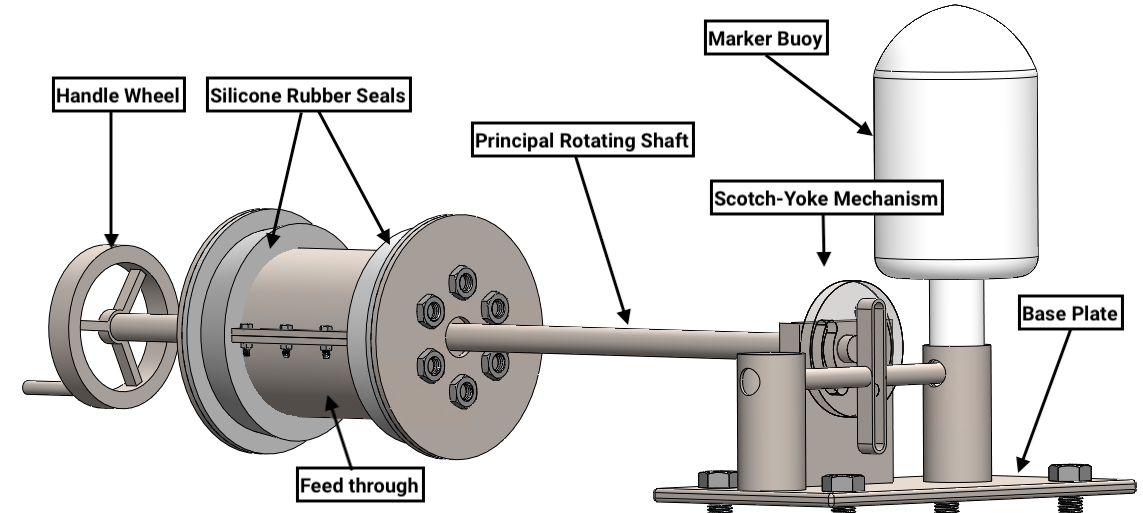 Marker Buoy
Handle Wheel
Silicone Rubber Seals
Principal Rotating Shaft
Scotch-Yoke Mechanism
Base Plate
Feed through